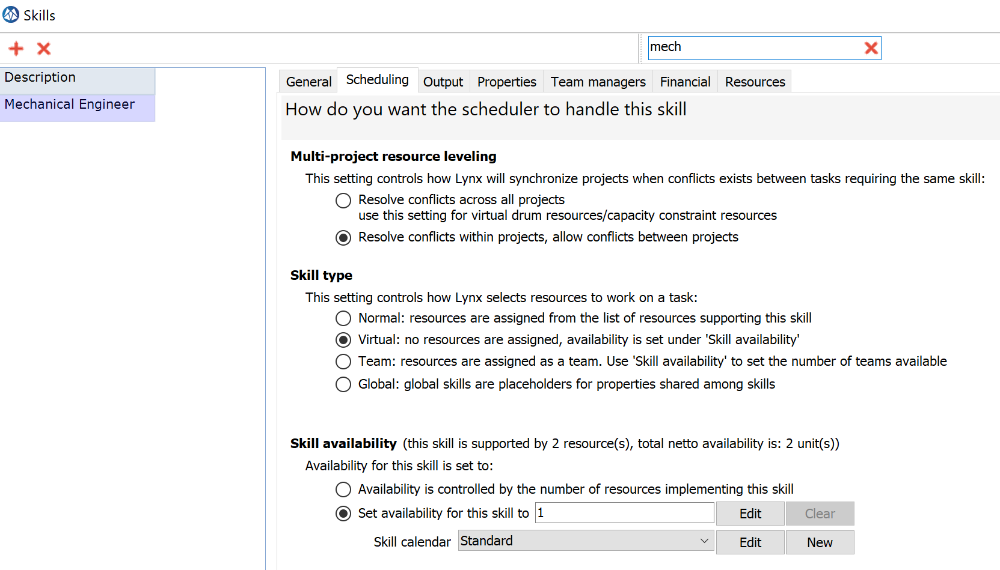 Skills
mech
Description
Mechanical Engineer
General Scheduling Output Properties Team managers Financial Resources
How do you want the scheduler to handle this skill
Multi-project resource leveling
This setting controls how Lynx will synchronize projects when conflicts exists between tasks requiring the same skill:
Resolve conflicts across all projects
use this setting for virtual drum resources/capacity constraint resources
Resolve conflicts within projects, allow conflicts between projects
Skill type
This setting controls how Lynx selects resources to work on a task:
Normal: resources are assigned from the list of resources supporting this skill
Virtual: no resources are assigned, availability is set under 'Skill availability'
Team: resources are assigned as a team. Use 'Skill availability' to set the number of teams available
Global: global skills are placeholders for properties shared among skills
Skill availability (this skill is supported by 2 resource(s), total netto availability is: 2 unit(s))
Availability for this skill is set to:
Availability is controlled by the number of resources implementing this skill
Set availability for this skill to 1 Edit Clear
Skill calendar Standard Edit New